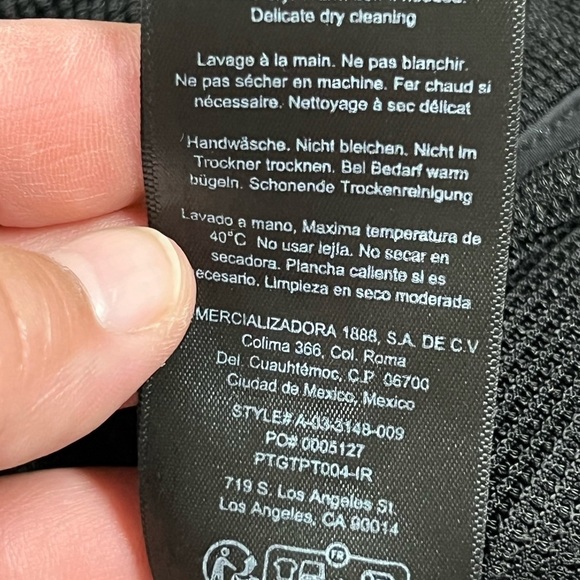 Delicate dry cleaning
Lavage à la main. Ne pas blanchir.
Ne pas sécher en machine. Fer chaud si
nécessaire. Nettoyage à sec délicat
Handwäsche. Nicht bleichen. Nicht im
Trockner trocknen. Bei Bedarf warm
bügeln. Schonende Trockenreinigung
Lavado a mano, Maxima temperatura de
40°C No usar lejia. No secar en
secadora. Plancha caliente si es
ecesario. Limpieza en seco moderada
MERCIALIZADORA 1888, S.A. DE C.V
Colima 366, Col. Roma
Del. Cuauhtémoc, C.P 06700
Ciudad de Mexico, Mexico
STYLE# A-03-3148-009
PO# 0005127
PTGTPT004-IR
719 S. Los Angeles St.
Los Angeles, CA 90014
FR